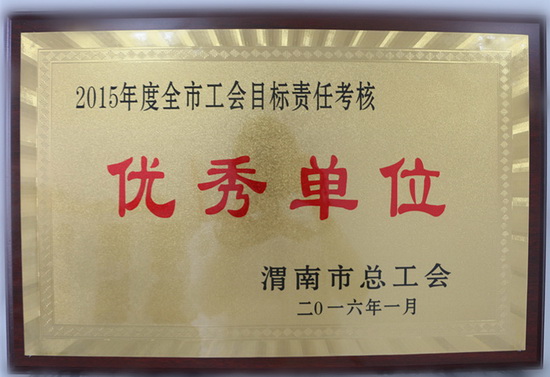 2015年度全市工会目标责任考核
优秀单位
渭南市总工会
二0一六年一月